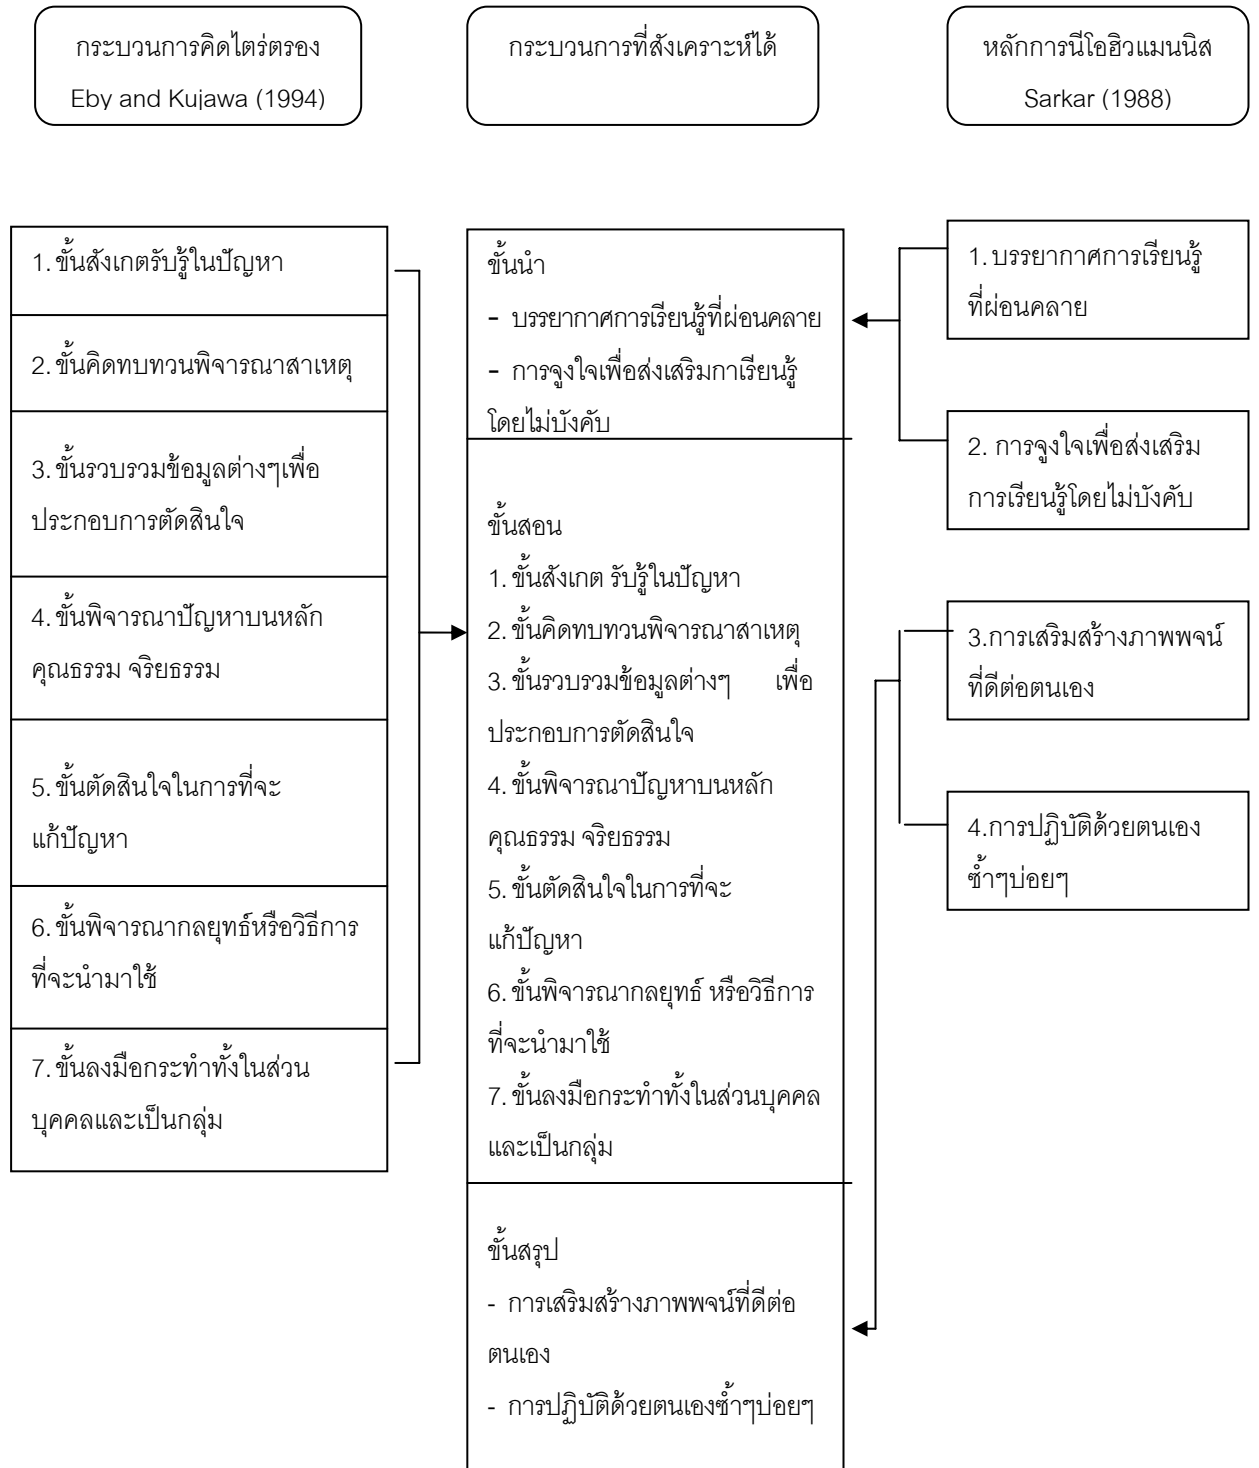 กระบวนการคิดไตร่ตรอง
Eby and Kujawa (1994)
กระบวนการที่สังเคราะห์ได้
หลักการนีโอฮิวแมนนิส
Sarkar (1988)
1. ขั้นสังเกตรับรู้ในปัญหา
2. ขั้นคิดทบทวนพิจารณาสาเหตุ
3. ขั้นรวบรวมข้อมูลต่างๆเพื่อ
ประกอบการตัดสินใจ
4. ขั้นพิจารณาปัญหาบนหลัก
คุณธรรม จริยธรรม
5. ขั้นตัดสินใจในการที่จะ
แก้ปัญหา
6. ขั้นพิจารณากลยุทธ์หรือวิธีการ
ที่จะนำมาใช้
7. ขั้นลงมือกระทำทั้งในส่วน
บุคคลและเป็นกลุ่ม
ขั้นนำ
- บรรยากาศการเรียนรู้ที่ผ่อนคลาย
- การจูงใจเพื่อส่งเสริมกาเรียนรู้
โดยไม่บังคับ
ขั้นสอน
1. ขั้นสังเกต รับรู้ในปัญหา
2. ขั้นคิดทบทวนพิจารณาสาเหตุ
3. ขั้นรวบรวมข้อมูลต่างๆ เพื่อ
ประกอบการตัดสินใจ
4. ขั้นพิจารณาปัญหาบนหลัก
คุณธรรม จริยธรรม
5. ขั้นตัดสินใจในการที่จะ
แก้ปัญหา
6. ขั้นพิจารณากลยุทธ์ หรือวิธีการ
ที่จะนำมาใช้
7. ขั้นลงมือกระทำทั้งในส่วนบุคคล
และเป็นกลุ่ม
ขั้นสรุป
- การเสริมสร้างภาพพจน์ที่ดีต่อ
ตนเอง
- การปฏิบัติด้วยตนเองซ้ำๆบ่อยๆ
1. บรรยากาศการเรียนรู้
ที่ผ่อนคลาย
2. การจูงใจเพื่อส่งเสริม
การเรียนรู้โดยไม่บังคับ
3.การเสริมสร้างภาพพจน์
ที่ดีต่อตนเอง
4.การปฏิบัติด้วยตนเอง
ซ้ำๆบ่อยๆ